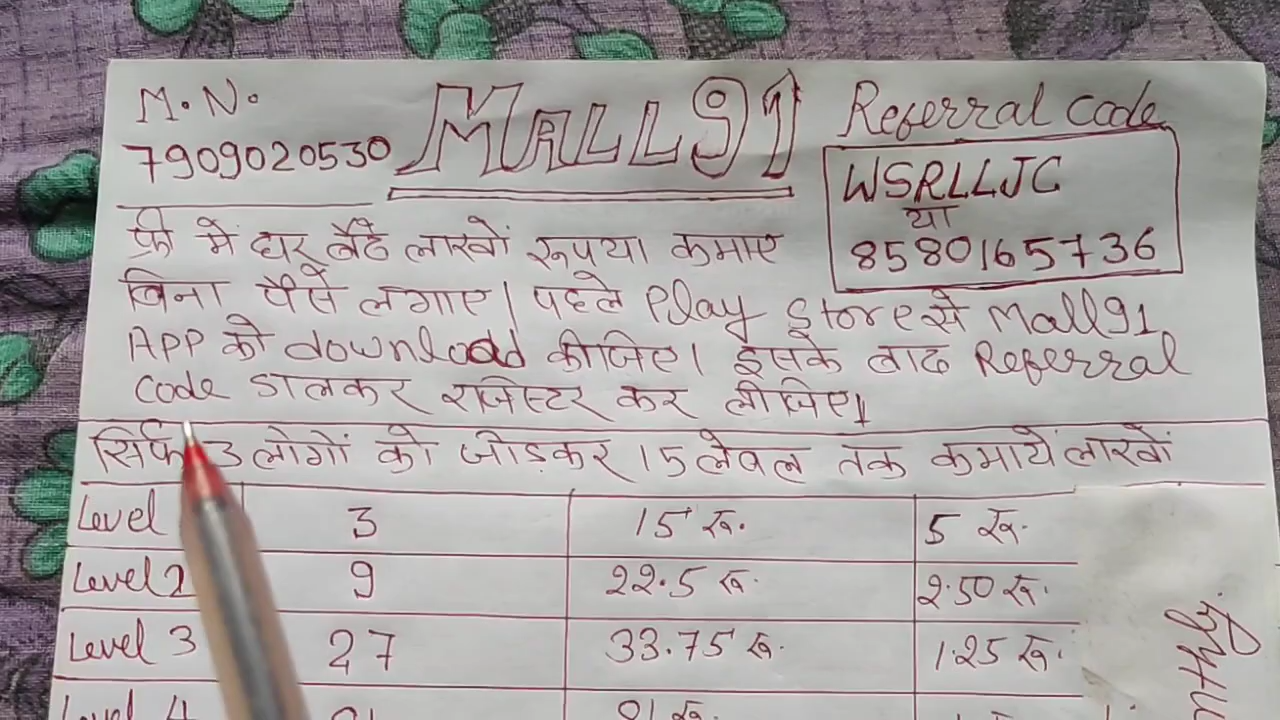 M.N.
7909020530
MALL91
Referral code
WSRLLJC
या
8580165736
फ्री में घर बैठे लाखों रूपया कमाए
बिना पैसे लगाए। पहले Play Store से Mall91
APP को download कीजिए। इसके बाद Referral
code डालकर रजिस्टर कर लीजिए।
सिर्फ 3 लोगों को जोड़कर 15 लेवल तक कमायें लाखों
Level 3 15 रू. 5 रू.
Level 2 9 22.5 रू. 2.50 रू.
Level 3 27 33.75 रू. 1.25 रू.
Level 4